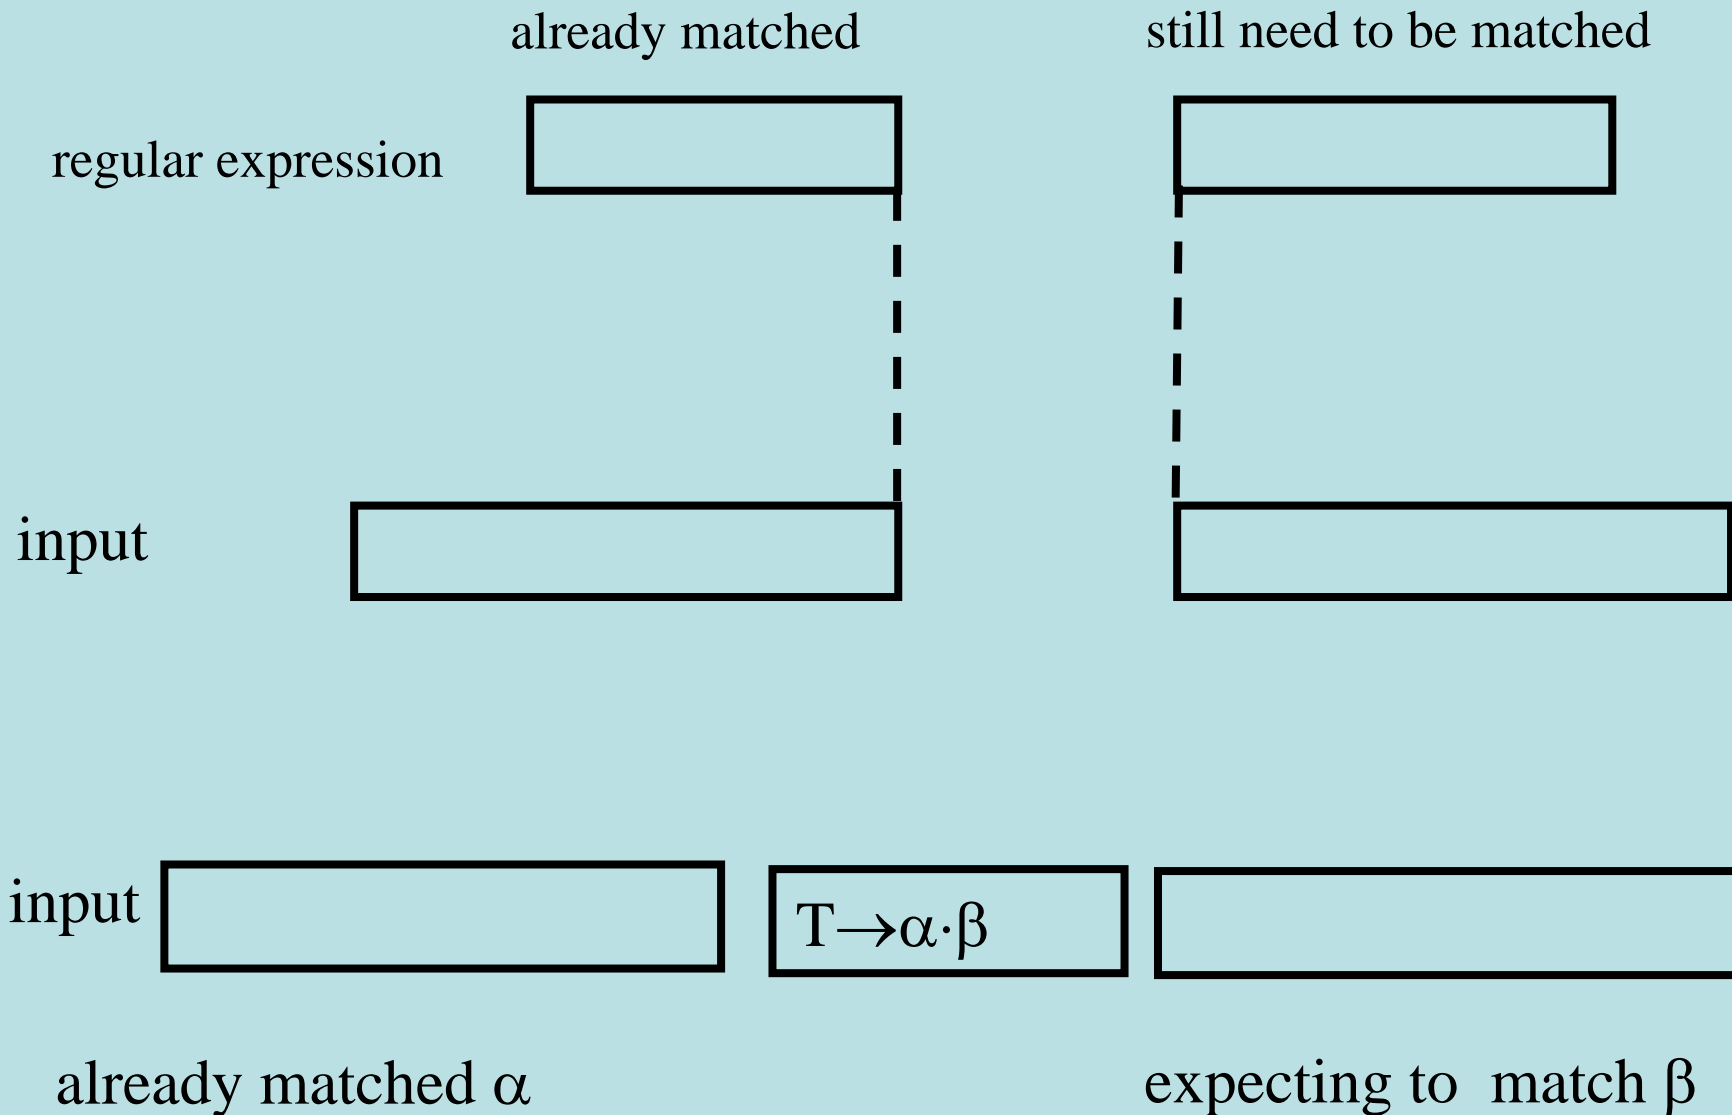 already matched
still need to be matched
regular expression
input
input
T→α·β
already matched α
expecting to match β